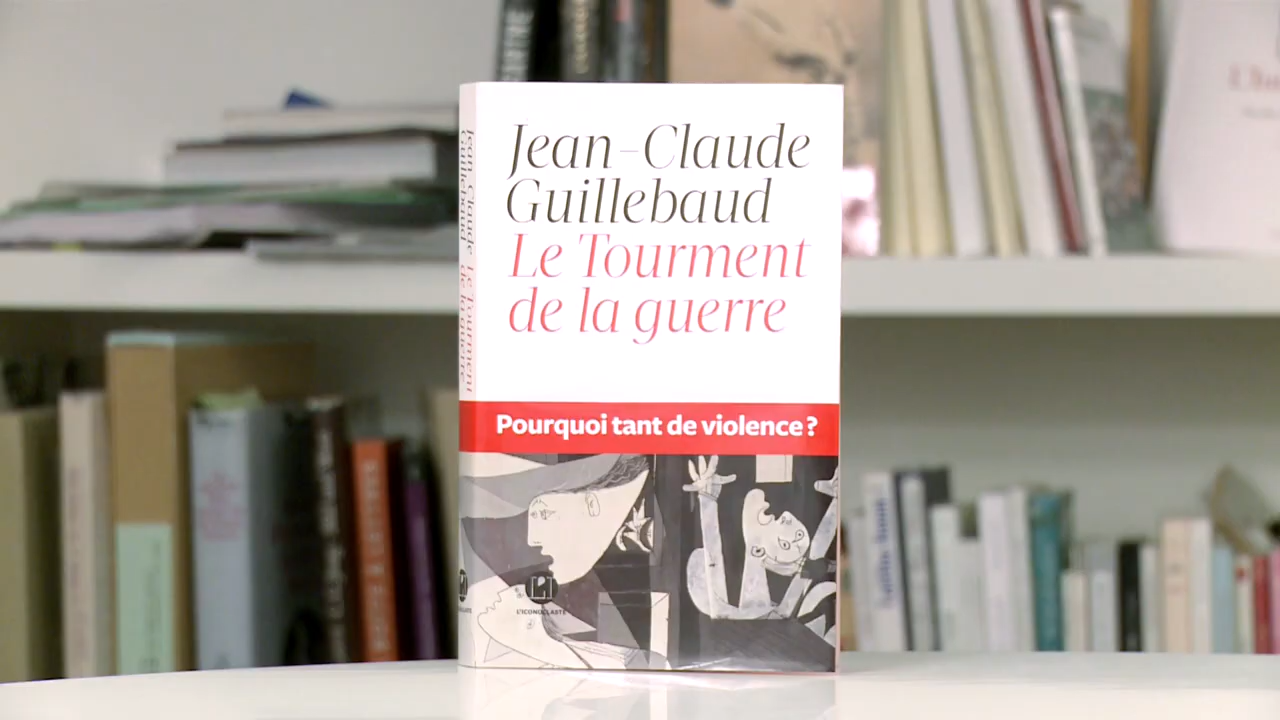 Jean-Claude
Guillebaud
Le Tourment
de la guerre
Pourquoi tant de violence?
L'ICONOCLASTE
Jean-Claude
Guillebaud
Le Tourment
de la guerre